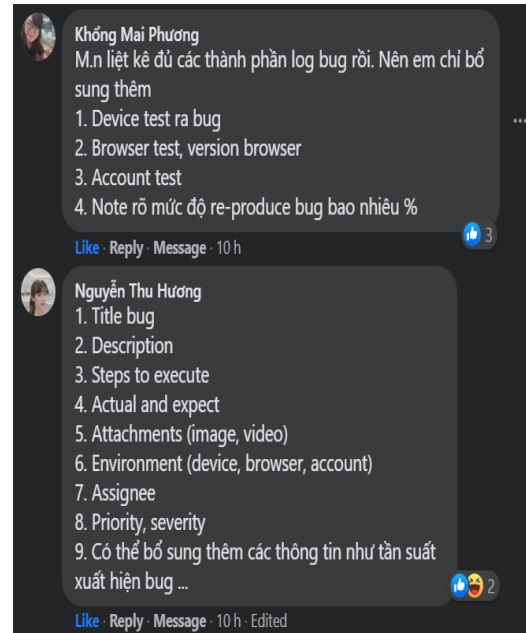 Khổng Mai Phương
M.n liệt kê đủ các thành phần log bug rồi. Nên em chỉ bổ
sung thêm
1. Device test ra bug
2. Browser test, version browser
3. Account test
4. Note rõ mức độ re-produce bug bao nhiêu %
3
Like · Reply · Message · 10 h
Nguyễn Thu Hương
1. Title bug
2. Description
3. Steps to execute
4. Actual and expect
5. Attachments (image, video)
6. Environment (device, browser, account)
7. Assignee
8. Priority, severity
9. Có thể bổ sung thêm các thông tin như tần suất
xuất hiện bug ...
2
Like · Reply · Message · 10 h · Edited